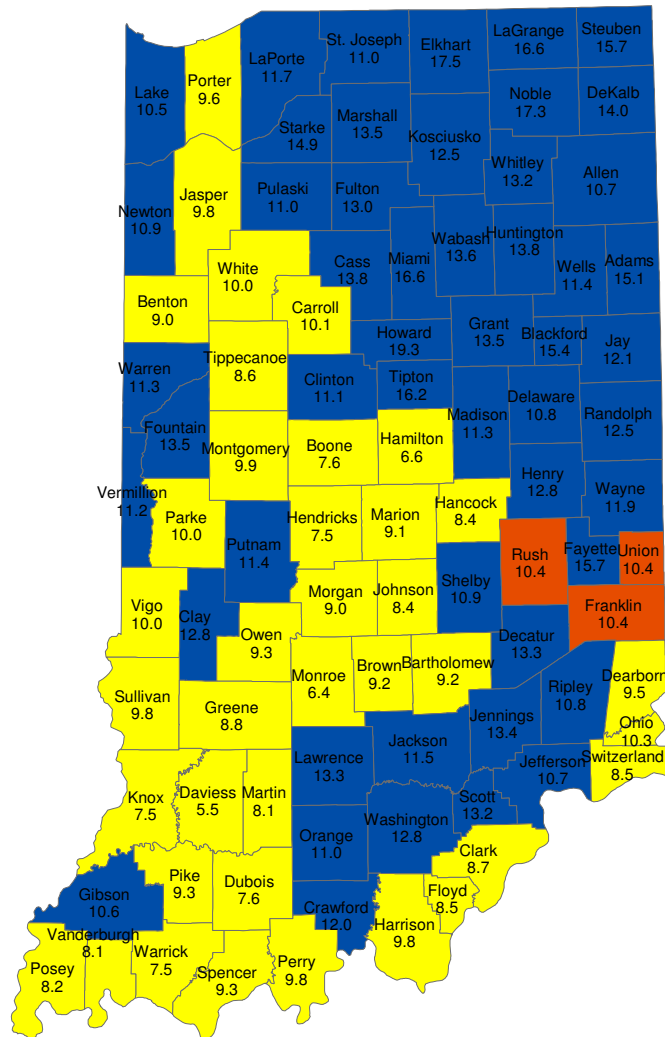 St. Joseph
11.0
Elkhart
17.5
LaGrange
16.6
Steuben
15.7
LaPorte
11.7
Porter
9.6
Lake
10.5
Noble
17.3
DeKalb
14.0
Marshall
13.5
Starke
14.9
Kosciusko
12.5
Whitley
13.2
Allen
10.7
Jasper
9.8
Pulaski
11.0
Fulton
13.0
Newton
10.9
Wabash
13.6
Huntington
13.8
Miami
16.6
Cass
13.8
White
10.0
Wells
11.4
Adams
15.1
Benton
9.0
Carroll
10.1
Howard
19.3
Grant
13.5
Blackford
15.4
Jay
12.1
Warren
11.3
Tippecanoe
8.6
Clinton
11.1
Tipton
16.2
Delaware
10.8
Madison
11.3
Randolph
12.5
Fountain
13.5
Montgomery
9.9
Boone
7.6
Hamilton
6.6
Henry
12.8
Wayne
11.9
Vermillion
11.2
Parke
10.0
Putnam
11.4
Hendricks
7.5
Marion
9.1
Hancock
8.4
Rush
10.4
Fayette
15.7
Union
10.4
Vigo
10.0
Clay
12.8
Morgan
9.0
Johnson
8.4
Shelby
10.9
Franklin
10.4
Owen
9.3
Decatur
13.3
Monroe
6.4
Brown
9.2
Bartholomew
9.2
Dearborn
9.5
Sullivan
9.8
Greene
8.8
Ripley
10.8
Jennings
13.4
Ohio
10.3
Jackson
11.5
Lawrence
13.3
Jefferson
10.7
Switzerland
8.5
Knox
7.5
Daviess
5.5
Martin
8.1
Scott
13.2
Washington
12.8
Orange
11.0
Clark
8.7
Gibson
10.6
Pike
9.3
Dubois
7.6
Floyd
8.5
Crawford
12.0
Harrison
9.8
Vanderburgh
8.1
Warrick
7.5
Posey
8.2
Spencer
9.3
Perry
9.8